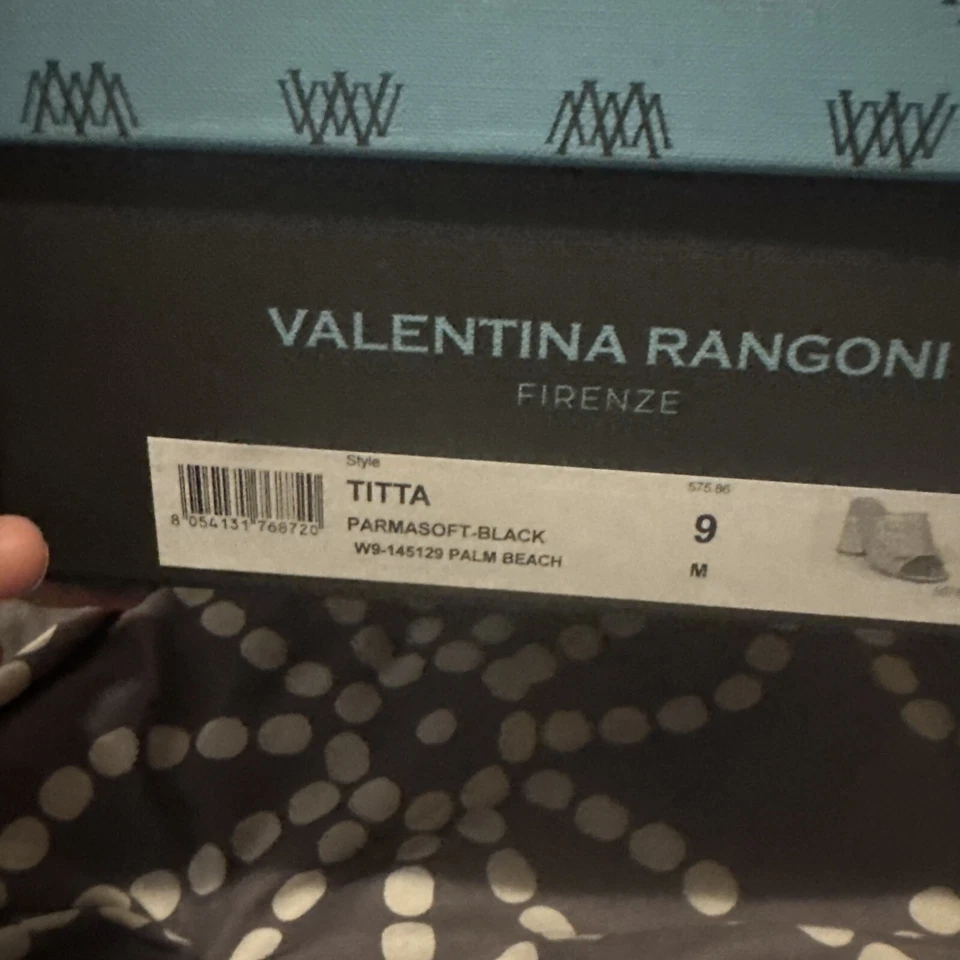 VALENTINA RANGONI
FIRENZE
Style
TITTA
PARMASOFT-BLACK
W9-145129 PALM BEACH
8 054131 768720
575.86
9
M